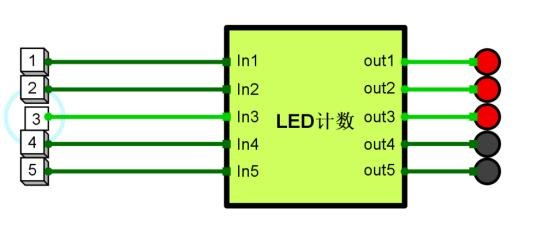 1 In1 out1
2 In2 out2
3 In3 LED计数 out3
4 In4 out4
5 In5 out5